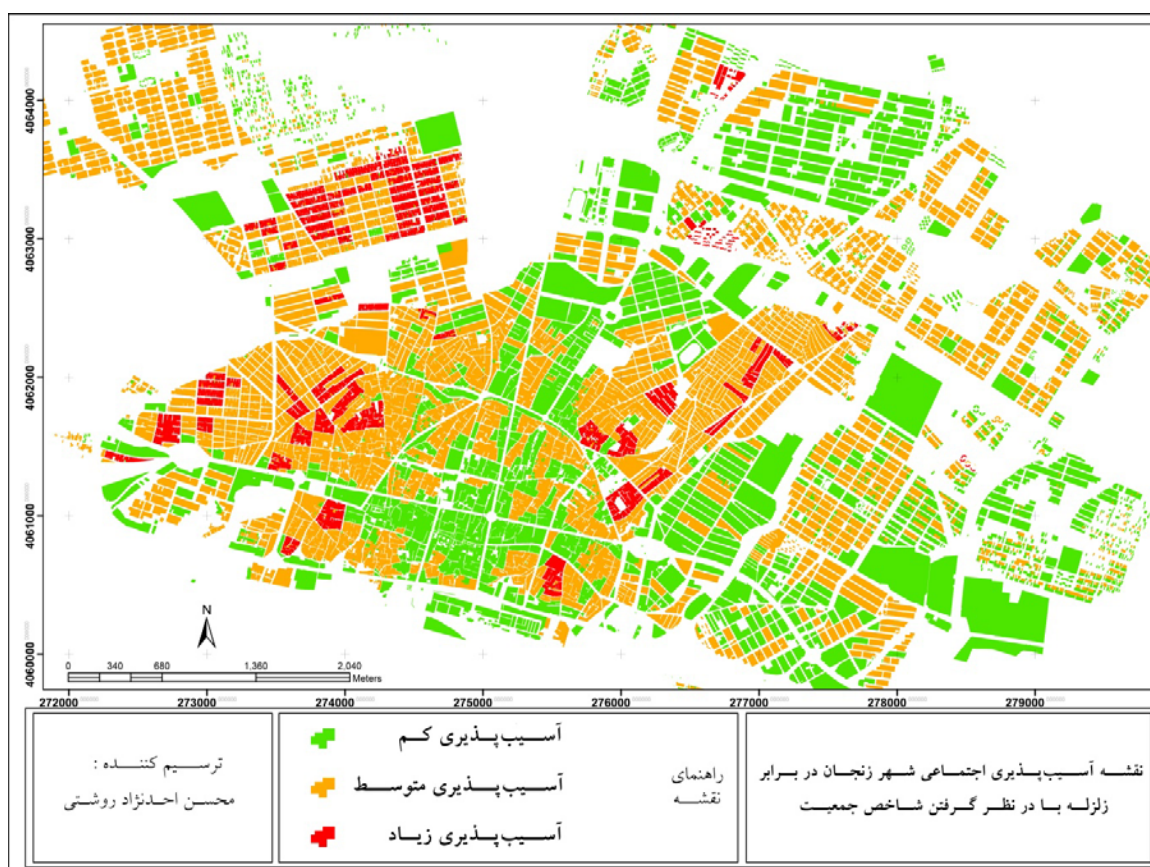 4064000
4063000
4062000
4061000
4060000
N
0 340 680 1,360 2,040
Meters
272000 273000 274000 275000 276000 277000 278000 279000
نقشه آسیب‌پذیری اجتماعی شهر زنجان در برابر
زلزله با در نظر گرفتن شاخص جمعیت
راهنمای
نقشه
آسیب‌پذیری کم
آسیب‌پذیری متوسط
آسیب‌پذیری زیاد
ترسیم کننده :
محسن احدنژاد روشتی